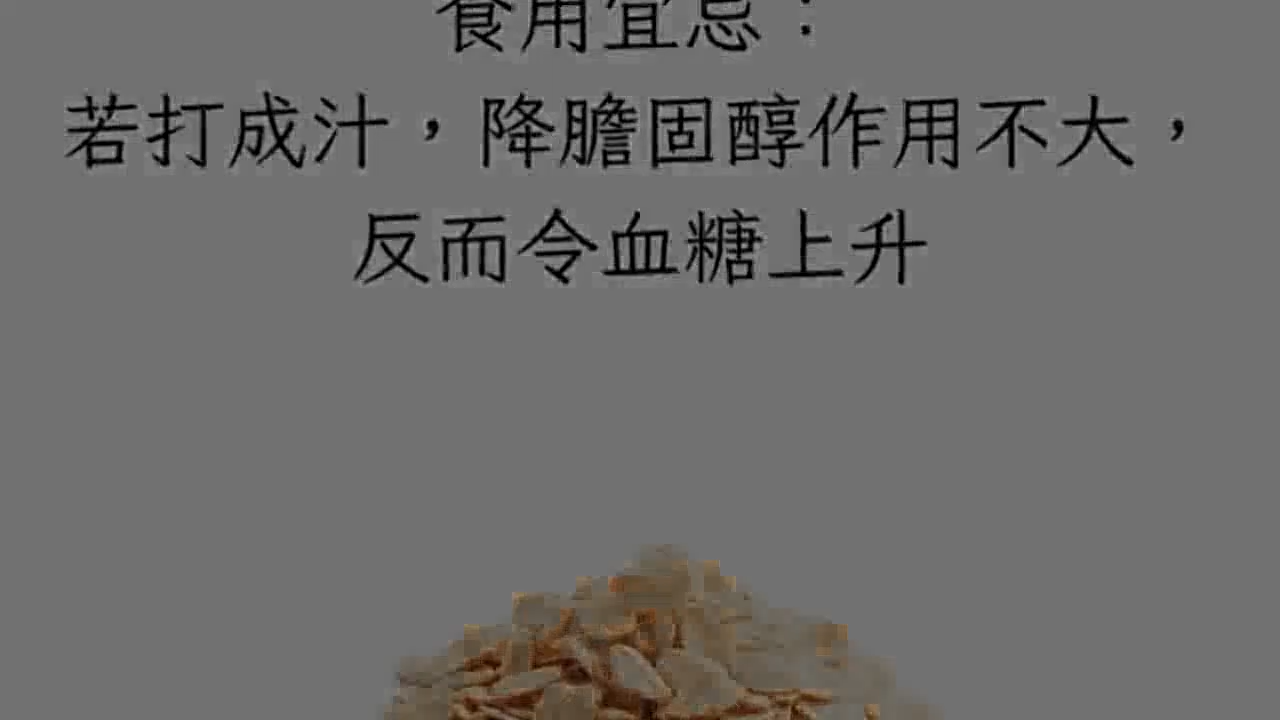 食用宜忌：
若打成汁，降膽固醇作用不大，
反而令血糖上升